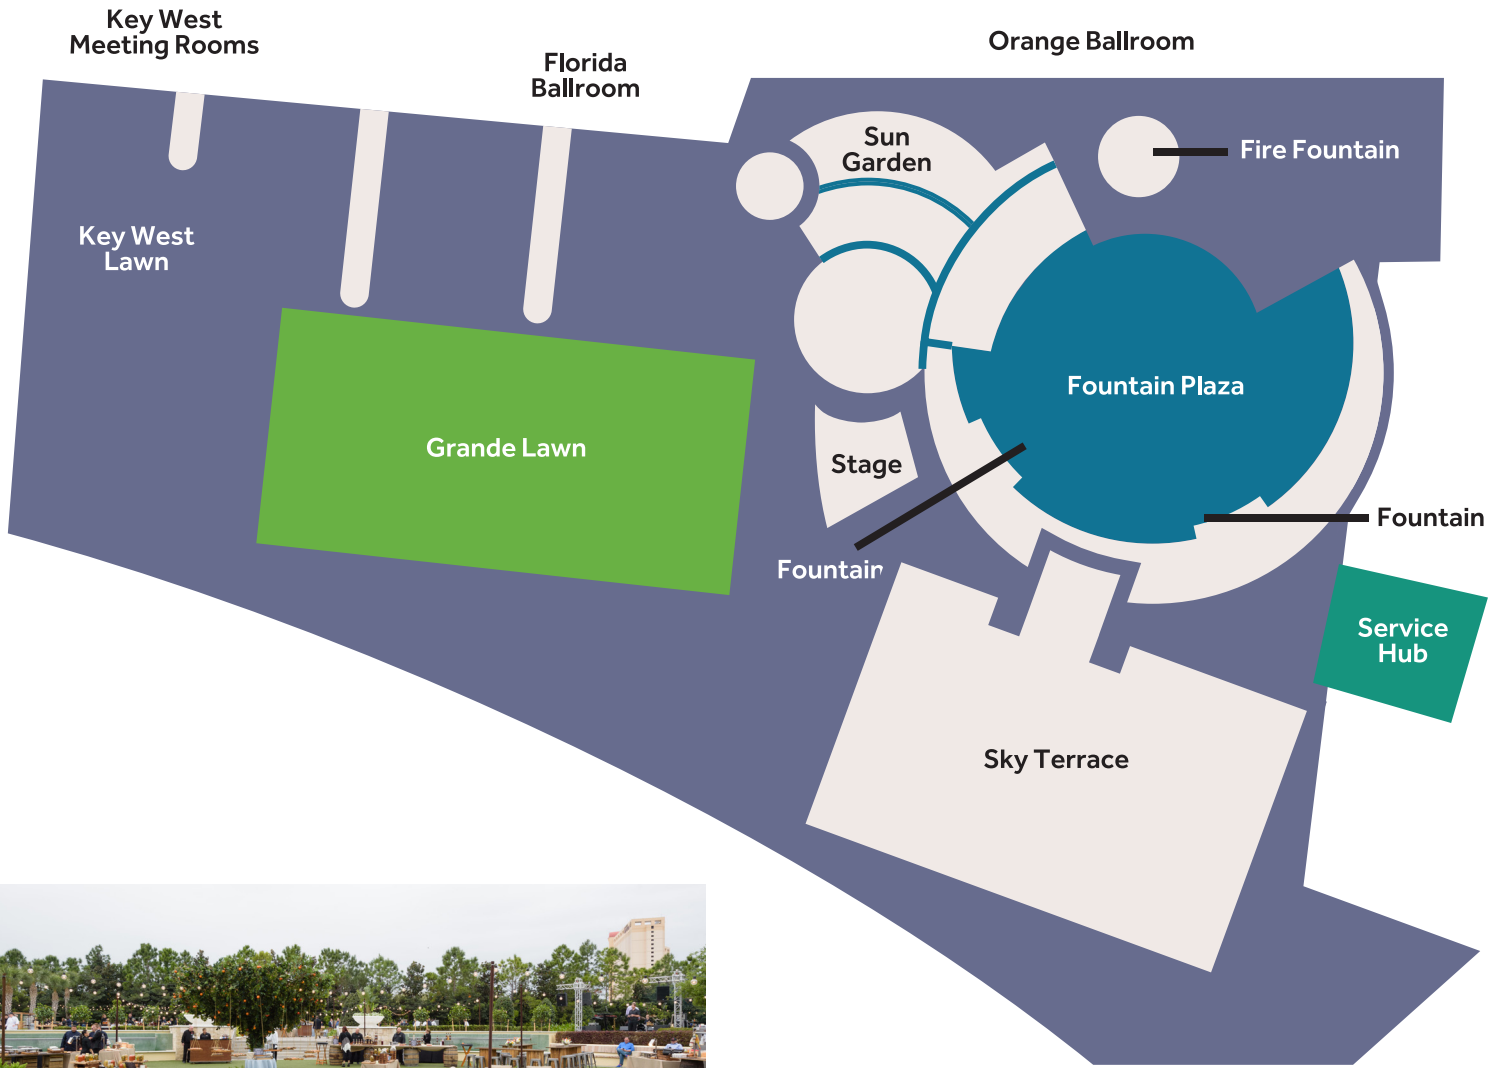 Key West
Meeting Rooms
Florida
Ballroom
Orange Ballroom
Sun
Garden
Fire Fountain
Key West
Lawn
Fountain Plaza
Grande Lawn
Stage
Fountain
Fountain
Service
Hub
Sky Terrace